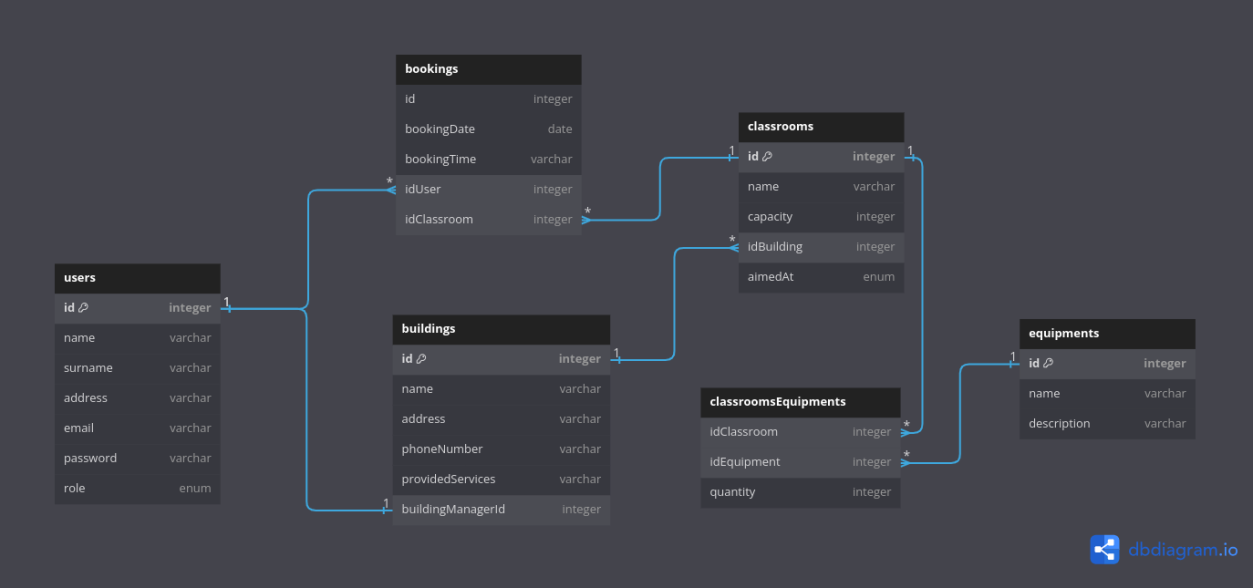 bookings
id integer
bookingDate date
bookingTime varchar
* idUser integer
idClassroom integer *
classrooms
1 id integer 1
name varchar
capacity integer
* idBuilding integer
aimedAt enum
users
id integer 1
name varchar
surname varchar
address varchar
email varchar
password varchar
role enum
buildings
id integer 1
name varchar
address varchar
phoneNumber varchar
providedServices varchar
1 buildingManagerId integer
classroomsEquipments
idClassroom integer *
idEquipment integer *
quantity integer
equipments
1 id integer
name varchar
description varchar
dbdiagram.io